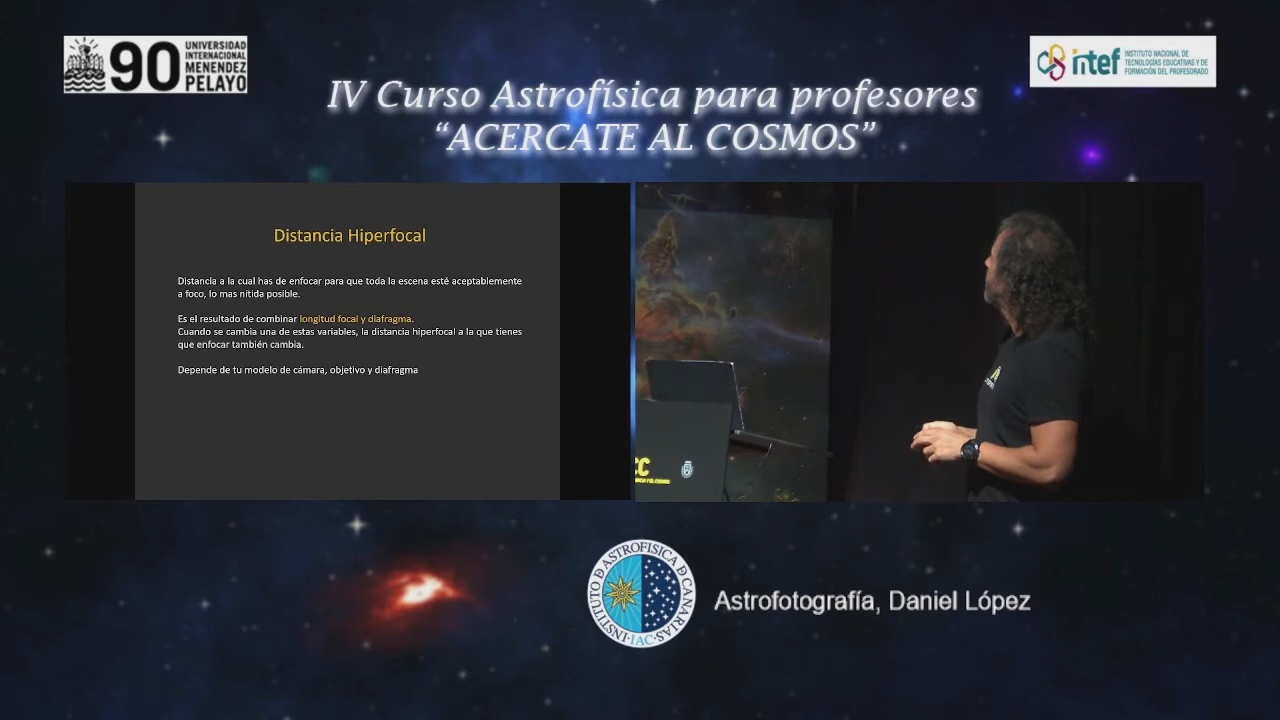 90
UNIVERSIDAD
INTERNACIONAL
MENENDEZ
PELAYO
intef
INSTITUTO NACIONAL DE
TECNOLOGÍAS EDUCATIVAS Y DE
FORMACIÓN DEL PROFESORADO
IV Curso Astrofísica para profesores
“ACERCATE AL COSMOS”
Distancia Hiperfocal
Distancia a la cual has de enfocar para que toda la escena esté aceptablemente
a foco, lo mas nítida posible.
Es el resultado de combinar longitud focal y diafragma.
Cuando se cambia una de estas variables, la distancia hiperfocal a la que tienes
que enfocar también cambia.
Depende de tu modelo de cámara, objetivo y diafragma
CC
Y EL COSMOS
INSTITUTO D ASTROFISICA D CANARIAS
·IAC·
Astrofotografía, Daniel López